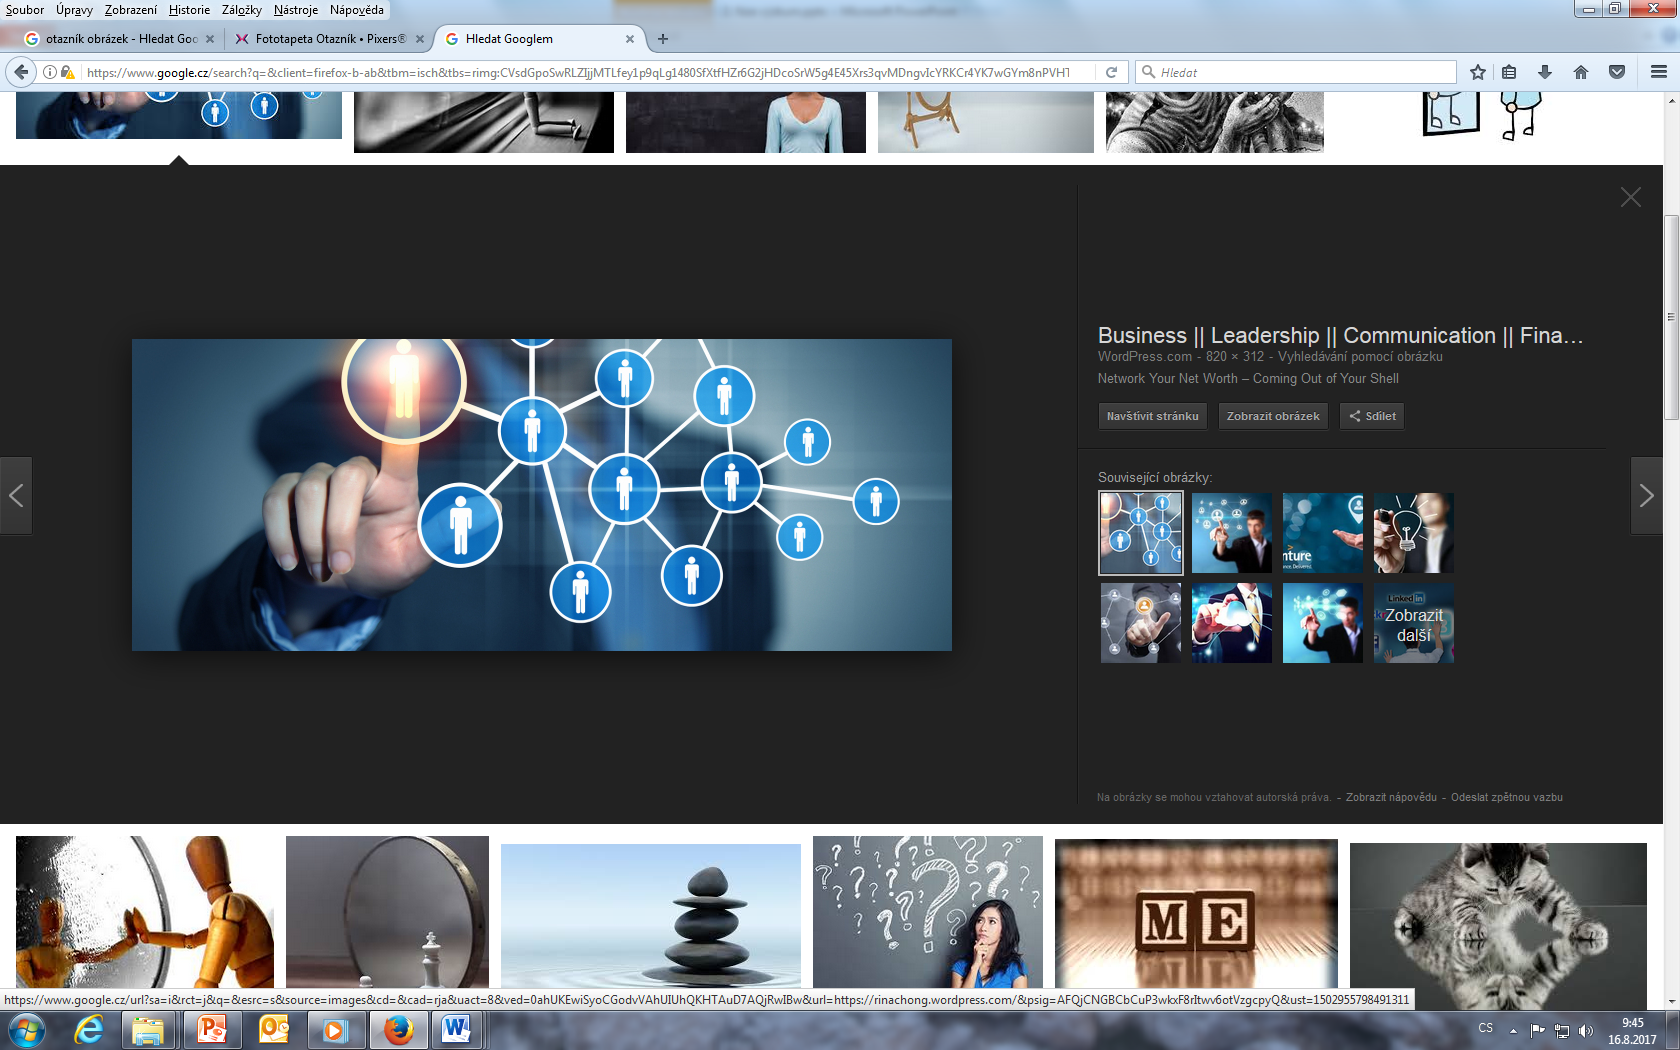 Soubor Úpravy Zobrazení Historie Záložky Nástroje Nápověda
otazník obrázek - Hledat Goo
Fototapeta Otazník • Pixers®
Hledat Googlem
https://www.google.cz/search?q=&client=firefox-b-ab&tbm=isch&tbs=rimg:CVsdGpoSwRLZIjjMTLfey1p9qLg1480SfXtfHZr6G2jHDcoSrW5g4E45Xrs3qvMDngvIcYRKCr4YK7wGYm8nPVH1
Hledat
Business || Leadership || Communication || Fina...
WordPress.com - 820 × 312 - Vyhledávání pomocí obrázku
Network Your Net Worth – Coming Out of Your Shell
Navštívit stránku Zobrazit obrázek Sdílet
Související obrázky:
nture
Linked in
Zobrazit
další
Na obrázky se mohou vztahovat autorská práva. - Zobrazit nápovědu - Odeslat zpětnou vazbu
M E
https://www.google.cz/url?sa=i&rct=j&q=&esrc=s&source=images&cd=&cad=rja&uact=8&ved=0ahUKEwiSyoCGodvVAhUIUhQKHTAuD7AQjRwIBw&url=https://rinachong.wordpress.com/&psig=AFQjCNGBCbCuP3wkxF8rItwv6otVzgcpyQ&ust=1502955798491311
CS
9:45
16.8.2017